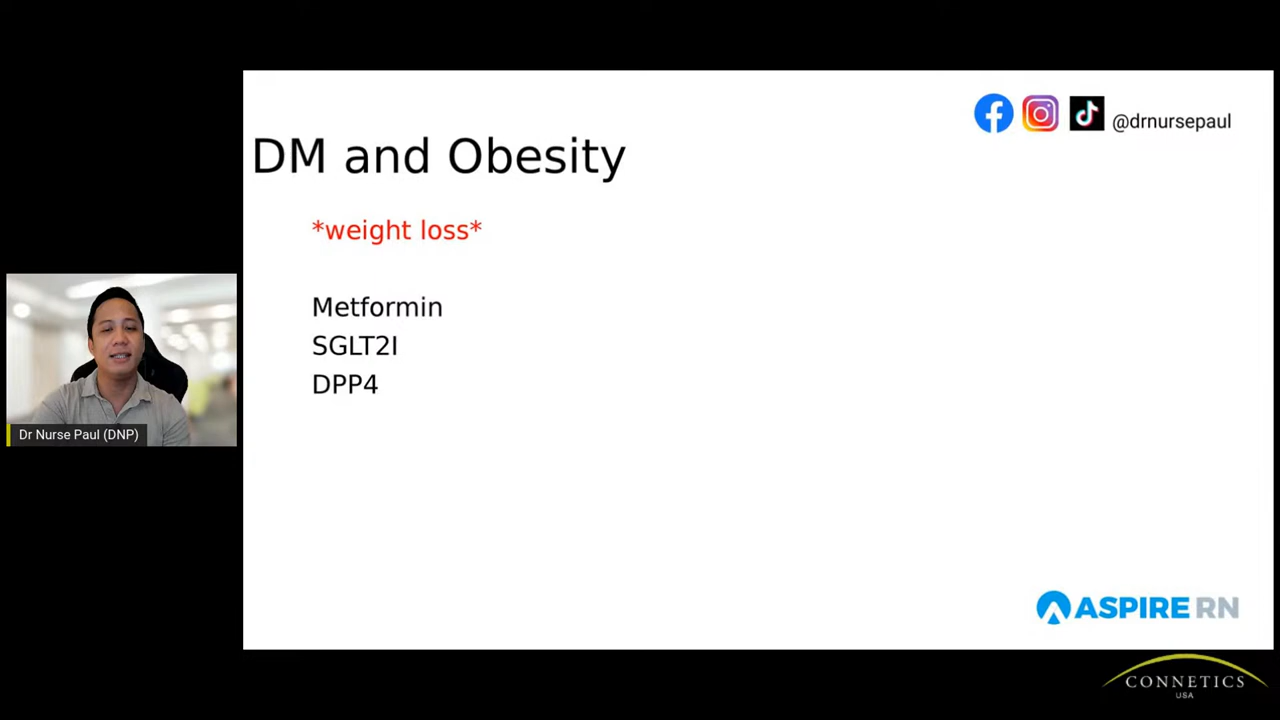 @drnursepaul
DM and Obesity
*weight loss*
Metformin
SGLT2I
DPP4
Dr Nurse Paul (DNP)
ASPIRE RN
CONNETICS
USA